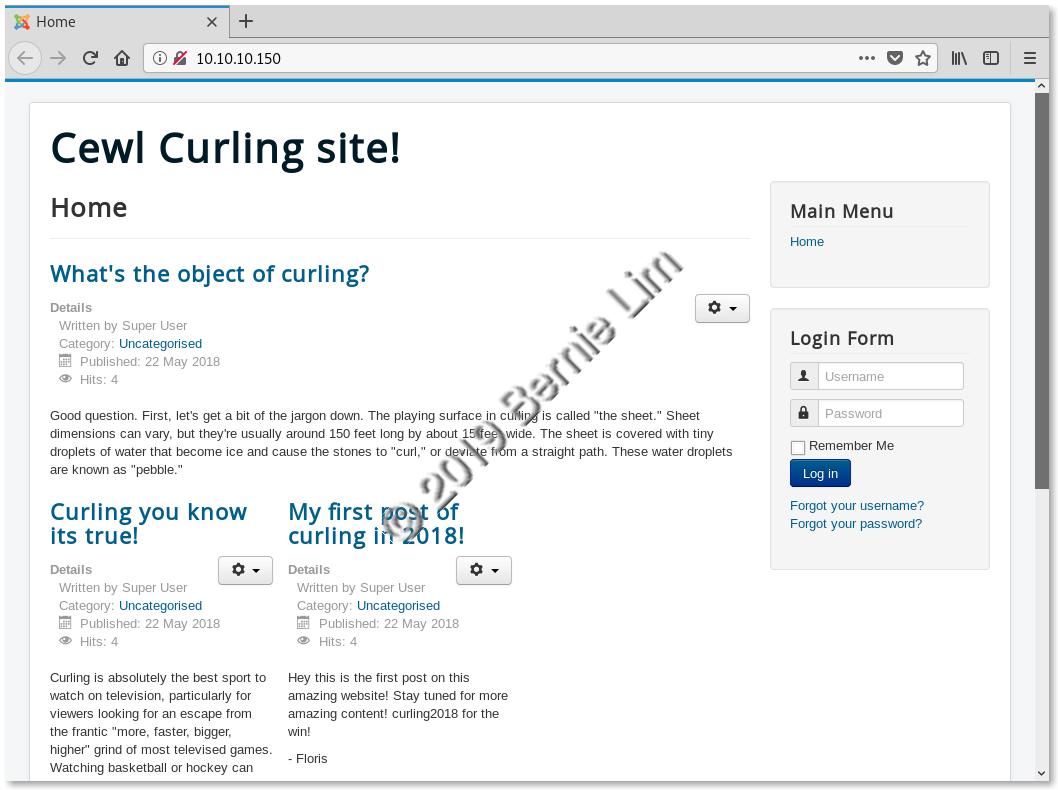 Home
10.10.10.150
Cewl Curling site!
Home
What's the object of curling?
Details
Written by Super User
Category: Uncategorised
Published: 22 May 2018
Hits: 4
Good question. First, let's get a bit of the jargon down. The playing surface in curling is called "the sheet." Sheet
dimensions can vary, but they're usually around 150 feet long by about 15 feet wide. The sheet is covered with tiny
droplets of water that become ice and cause the stones to "curl," or deviate from a straight path. These water droplets
are known as "pebble."
Curling you know
its true!
Details
Written by Super User
Category: Uncategorised
Published: 22 May 2018
Hits: 4
Curling is absolutely the best sport to
watch on television, particularly for
viewers looking for an escape from
the frantic "more, faster, bigger,
higher" grind of most televised games.
Watching basketball or hockey can
My first post of
curling in 2018!
Details
Written by Super User
Category: Uncategorised
Published: 22 May 2018
Hits: 4
Hey this is the first post on this
amazing website! Stay tuned for more
amazing content! curling2018 for the
win!
- Floris
Main Menu
Home
Login Form
Username
Password
Remember Me
Log in
Forgot your username?
Forgot your password?
© 2019 Bernie Lim